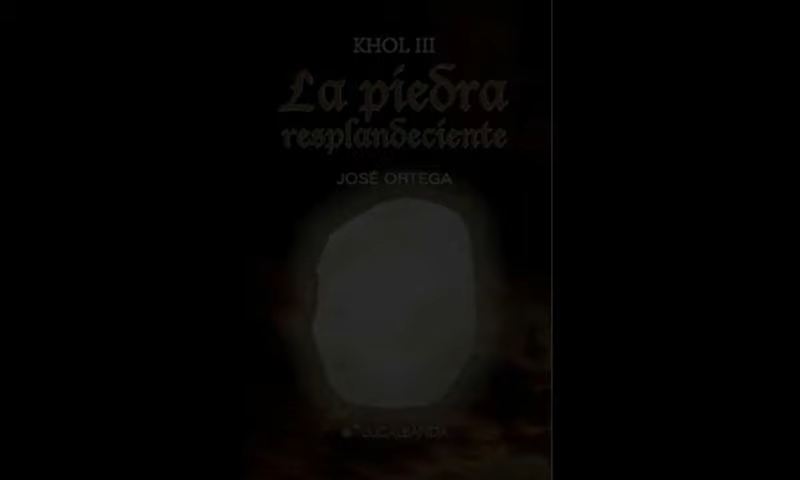 KHOL III
La piedra
resplandeciente
JOSÉ ORTEGA